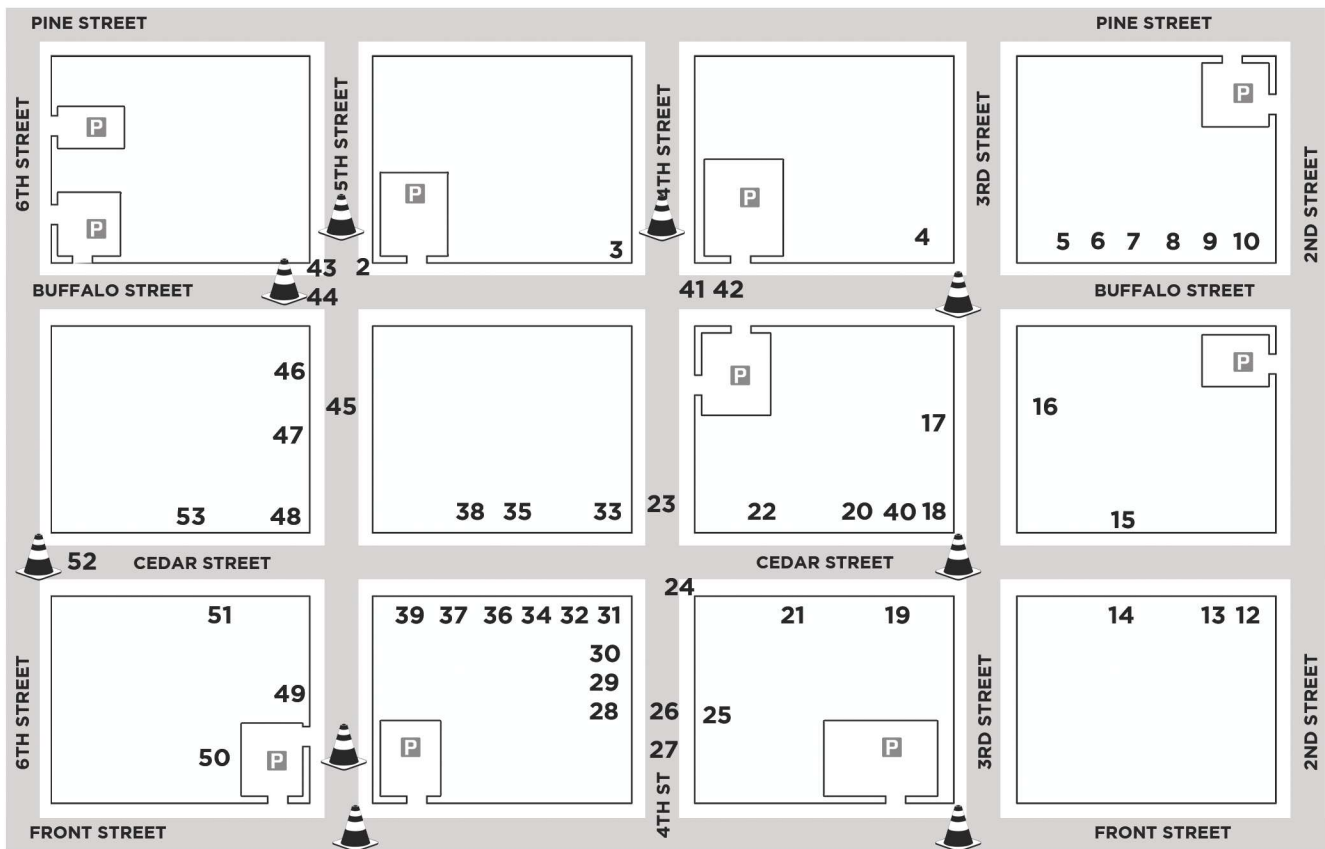 PINE STREET
PINE STREET
6TH STREET
5TH STREET
4TH STREET
3RD STREET
2ND STREET
P
P
P
P
P
3
4
5 6 7 8 9 10
43 2
44
41 42
BUFFALO STREET
BUFFALO STREET
46
45
47
P
P
17
16
53 48
38 35 33
23
22 20 40 18
15
52 CEDAR STREET
CEDAR STREET
24
51
39 37 36 34 32 31
30
29
28
21 19
14 13 12
49
50
P
P
26 25
27
P
6TH STREET
4TH ST
3RD STREET
2ND STREET
FRONT STREET
FRONT STREET